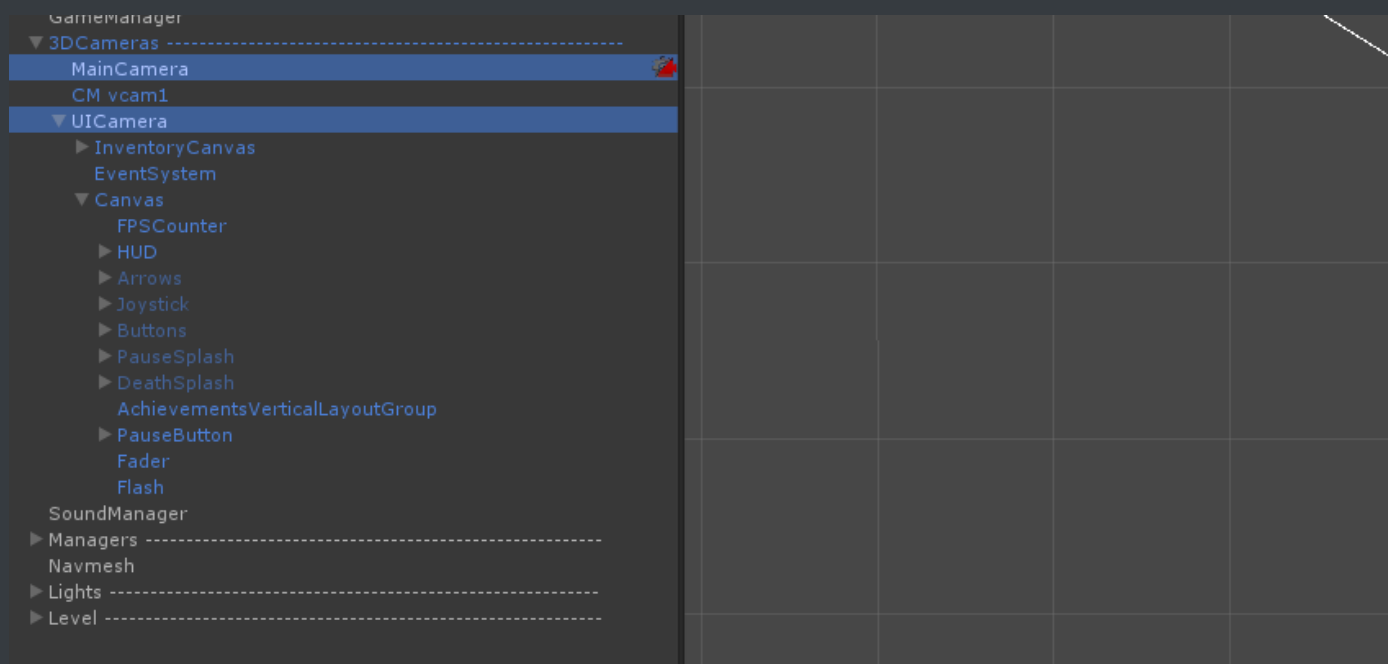 GameManager
3DCameras --------------------------------------------------------
MainCamera
CM vcam1
UICamera
InventoryCanvas
EventSystem
Canvas
FPSCounter
HUD
Arrows
Joystick
Buttons
PauseSplash
DeathSplash
AchievementsVerticalLayoutGroup
PauseButton
Fader
Flash
SoundManager
Managers --------------------------------------------------------
Navmesh
Lights ------------------------------------------------------------
Level -------------------------------------------------------------